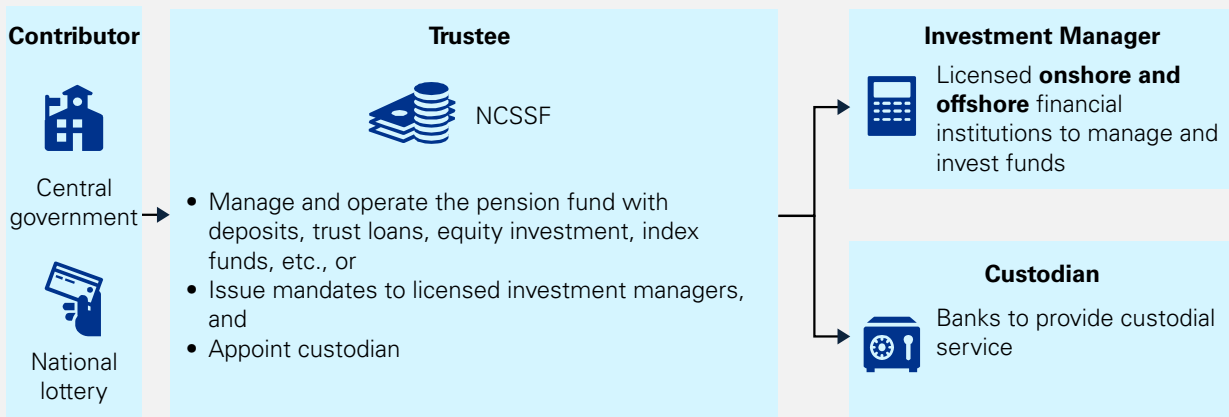 Contributor
Central
government
National
lottery
Trustee
NCSSF
• Manage and operate the pension fund with
deposits, trust loans, equity investment, index
funds, etc., or
• Issue mandates to licensed investment managers,
and
• Appoint custodian
Investment Manager
Licensed onshore and
offshore financial
institutions to manage and
invest funds
Custodian
Banks to provide custodial
service